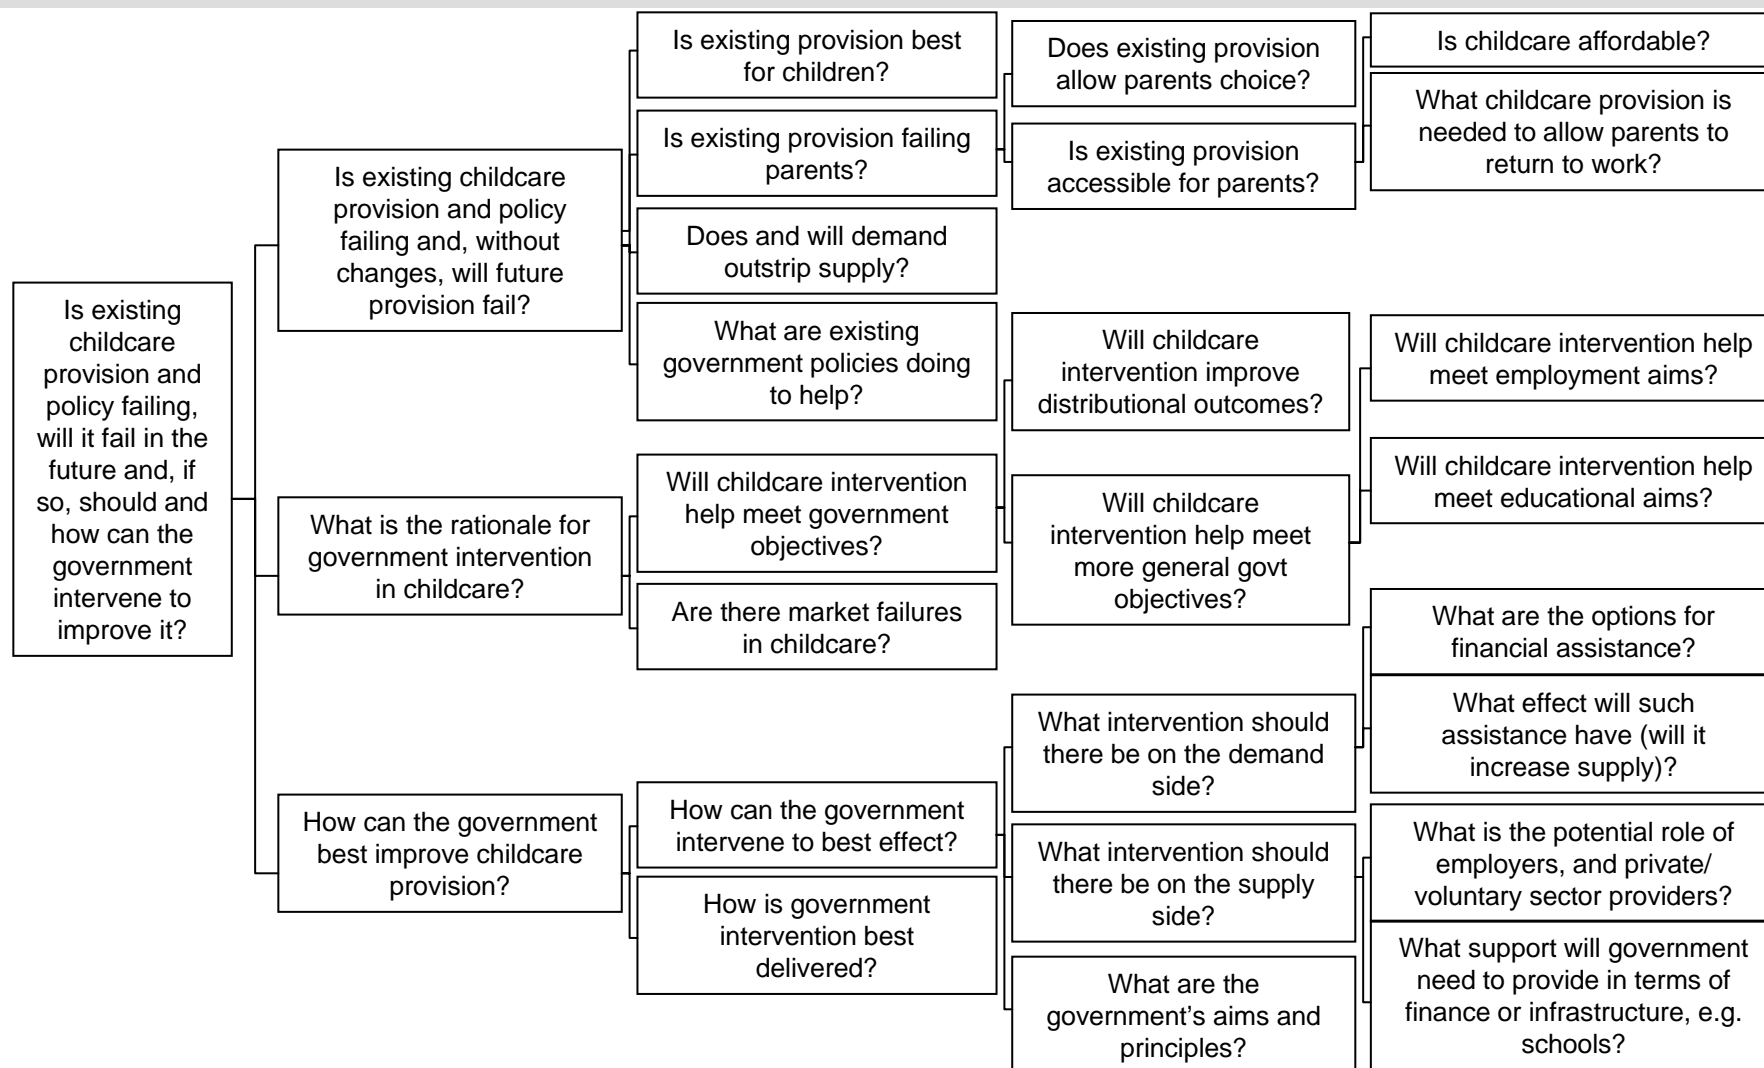 Is existing
childcare
provision and
policy failing,
will it fail in the
future and, if
so, should and
how can the
government
intervene to
improve it?
Is existing childcare
provision and policy
failing and, without
changes, will future
provision fail?
What is the rationale for
government intervention
in childcare?
How can the government
best improve childcare
provision?
Is existing provision best
for children?
Is existing provision failing
parents?
Does and will demand
outstrip supply?
What are existing
government policies doing
to help?
Will childcare intervention
help meet government
objectives?
Are there market failures
in childcare?
How can the government
intervene to best effect?
How is government
intervention best
delivered?
Does existing provision
allow parents choice?
Is existing provision
accessible for parents?
Will childcare
intervention improve
distributional outcomes?
Will childcare
intervention help meet
more general govt
objectives?
What intervention should
there be on the demand
side?
What intervention should
there be on the supply
side?
What are the
government’s aims and
principles?
Is childcare affordable?
What childcare provision is
needed to allow parents to
return to work?
Will childcare intervention help
meet employment aims?
Will childcare intervention help
meet educational aims?
What are the options for
financial assistance?
What effect will such
assistance have (will it
increase supply)?
What is the potential role of
employers, and private/
voluntary sector providers?
What support will government
need to provide in terms of
finance or infrastructure, e.g.
schools?